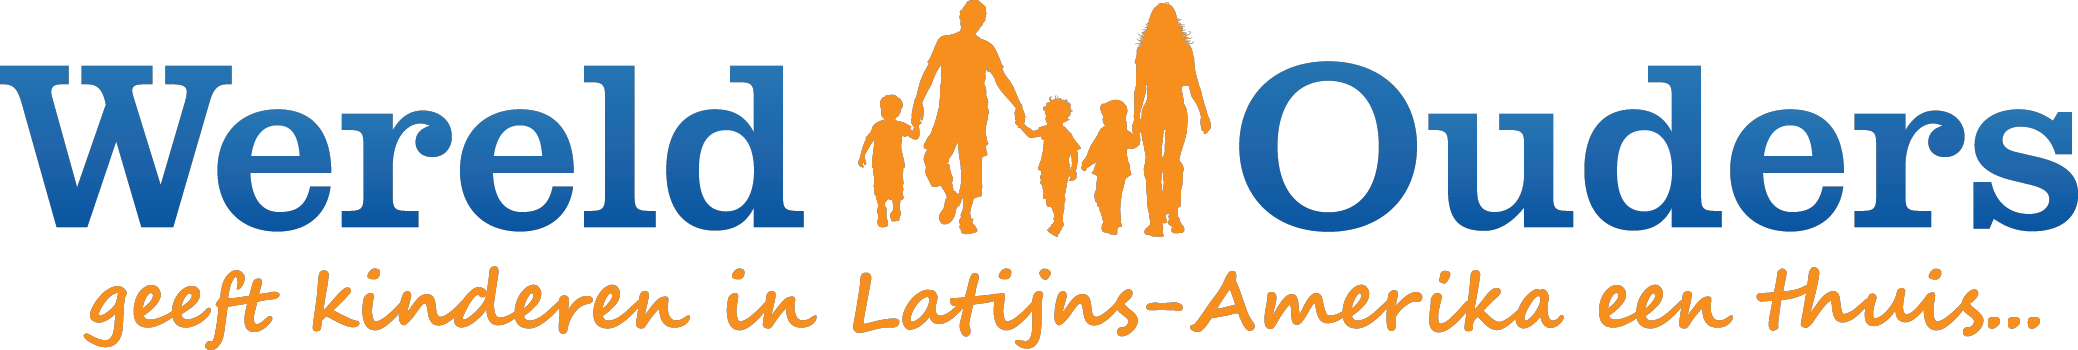 Wereld Ouders
geeft kinderen in Latijns-Amerika een thuis...